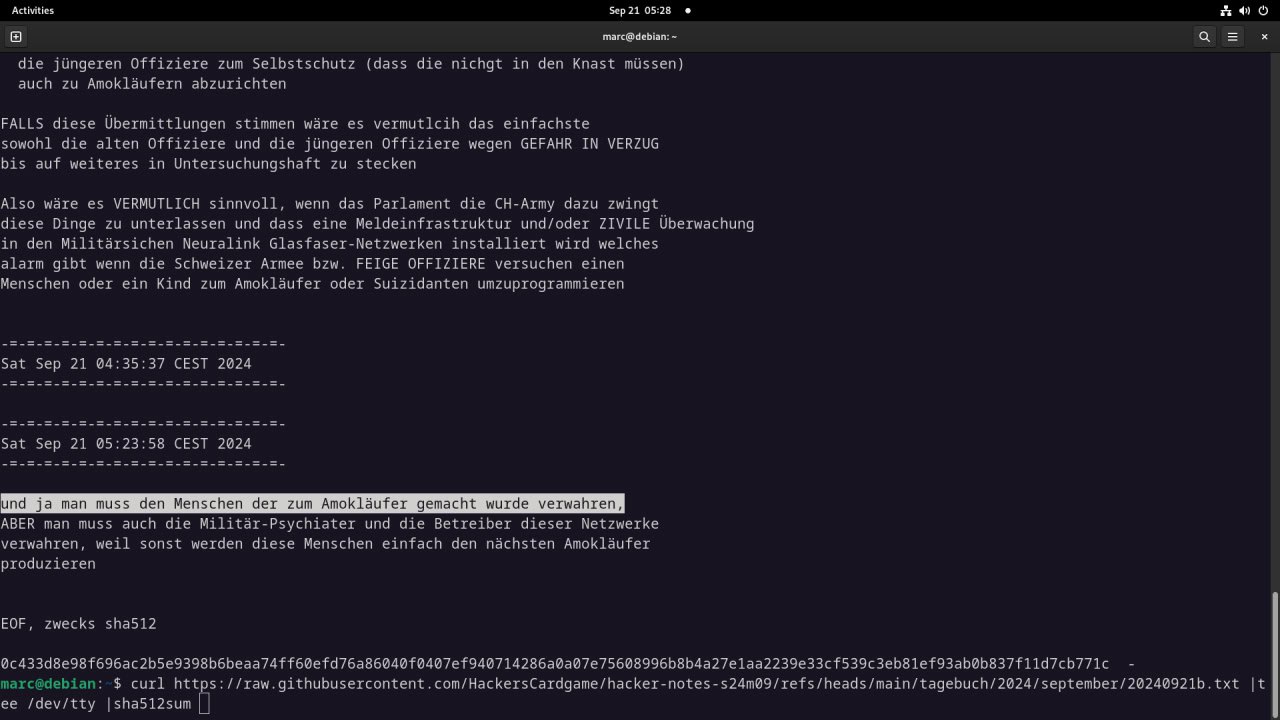 Activities
Sep 21 05:28
marc@debian: ~
die jüngeren Offiziere zum Selbstschutz (dass die nichgt in den Knast müssen)
auch zu Amokläufern abzurichten
FALLS diese Übermittlungen stimmen wäre es vermutlcih das einfachste
sowohl die alten Offiziere und die jüngeren Offiziere wegen GEFAHR IN VERZUG
bis auf weiteres in Untersuchungshaft zu stecken
Also wäre es VERMUTLICH sinnvoll, wenn das Parlament die CH-Army dazu zwingt
diese Dinge zu unterlassen und dass eine Meldeinfrastruktur und/oder ZIVILE Überwachung
in den Militärsichen Neuralink Glasfaser-Netzwerken installiert wird welches
alarm gibt wenn die Schweizer Armee bzw. FEIGE OFFIZIERE versuchen einen
Menschen oder ein Kind zum Amokläufer oder Suizidanten umzuprogrammieren
-=-=-=-=-=-=-=-=-=-=-=-=-=-=-=-=-
Sat Sep 21 04:35:37 CEST 2024
-=-=-=-=-=-=-=-=-=-=-=-=-=-=-=-=-
-=-=-=-=-=-=-=-=-=-=-=-=-=-=-=-=-
Sat Sep 21 05:23:58 CEST 2024
-=-=-=-=-=-=-=-=-=-=-=-=-=-=-=-=-
und ja man muss den Menschen der zum Amokläufer gemacht wurde verwahren,
ABER man muss auch die Militär-Psychiater und die Betreiber dieser Netzwerke
verwahren, weil sonst werden diese Menschen einfach den nächsten Amokläufer
produzieren
EOF, zwecks sha512
0c433d8e98f696ac2b5e9398b6beaa74ff60efd76a86040f0407ef940714286a0a07e75608996b8b4a27e1aa2239e33cf539c3eb81ef93ab0b837f11d7cb771c  -
marc@debian:~$ curl https://raw.githubusercontent.com/HackersCardgame/hacker-notes-s24m09/refs/heads/main/tagebuch/2024/september/20240921b.txt |t
ee /dev/tty |sha512sum